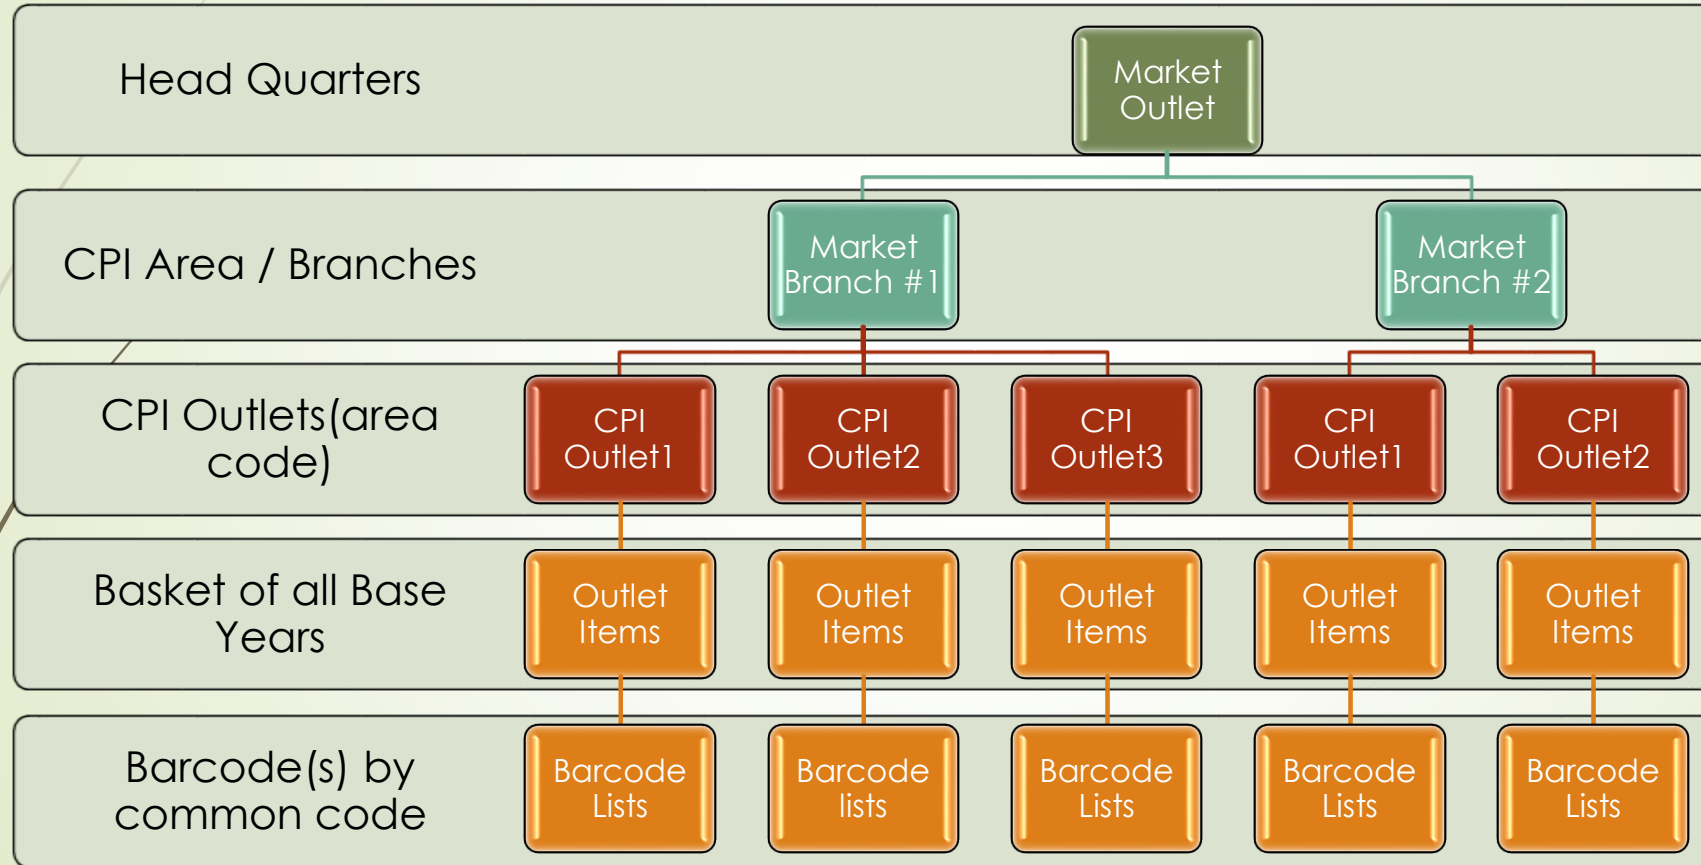 Head Quarters
Market
Outlet
CPI Area / Branches
Market
Branch #1
Market
Branch #2
CPI Outlets(area
code)
CPI
Outlet1
CPI
Outlet2
CPI
Outlet3
CPI
Outlet1
CPI
Outlet2
Basket of all Base
Years
Outlet
Items
Outlet
Items
Outlet
Items
Outlet
Items
Outlet
Items
Barcode(s) by
common code
Barcode
Lists
Barcode
lists
Barcode
Lists
Barcode
Lists
Barcode
Lists